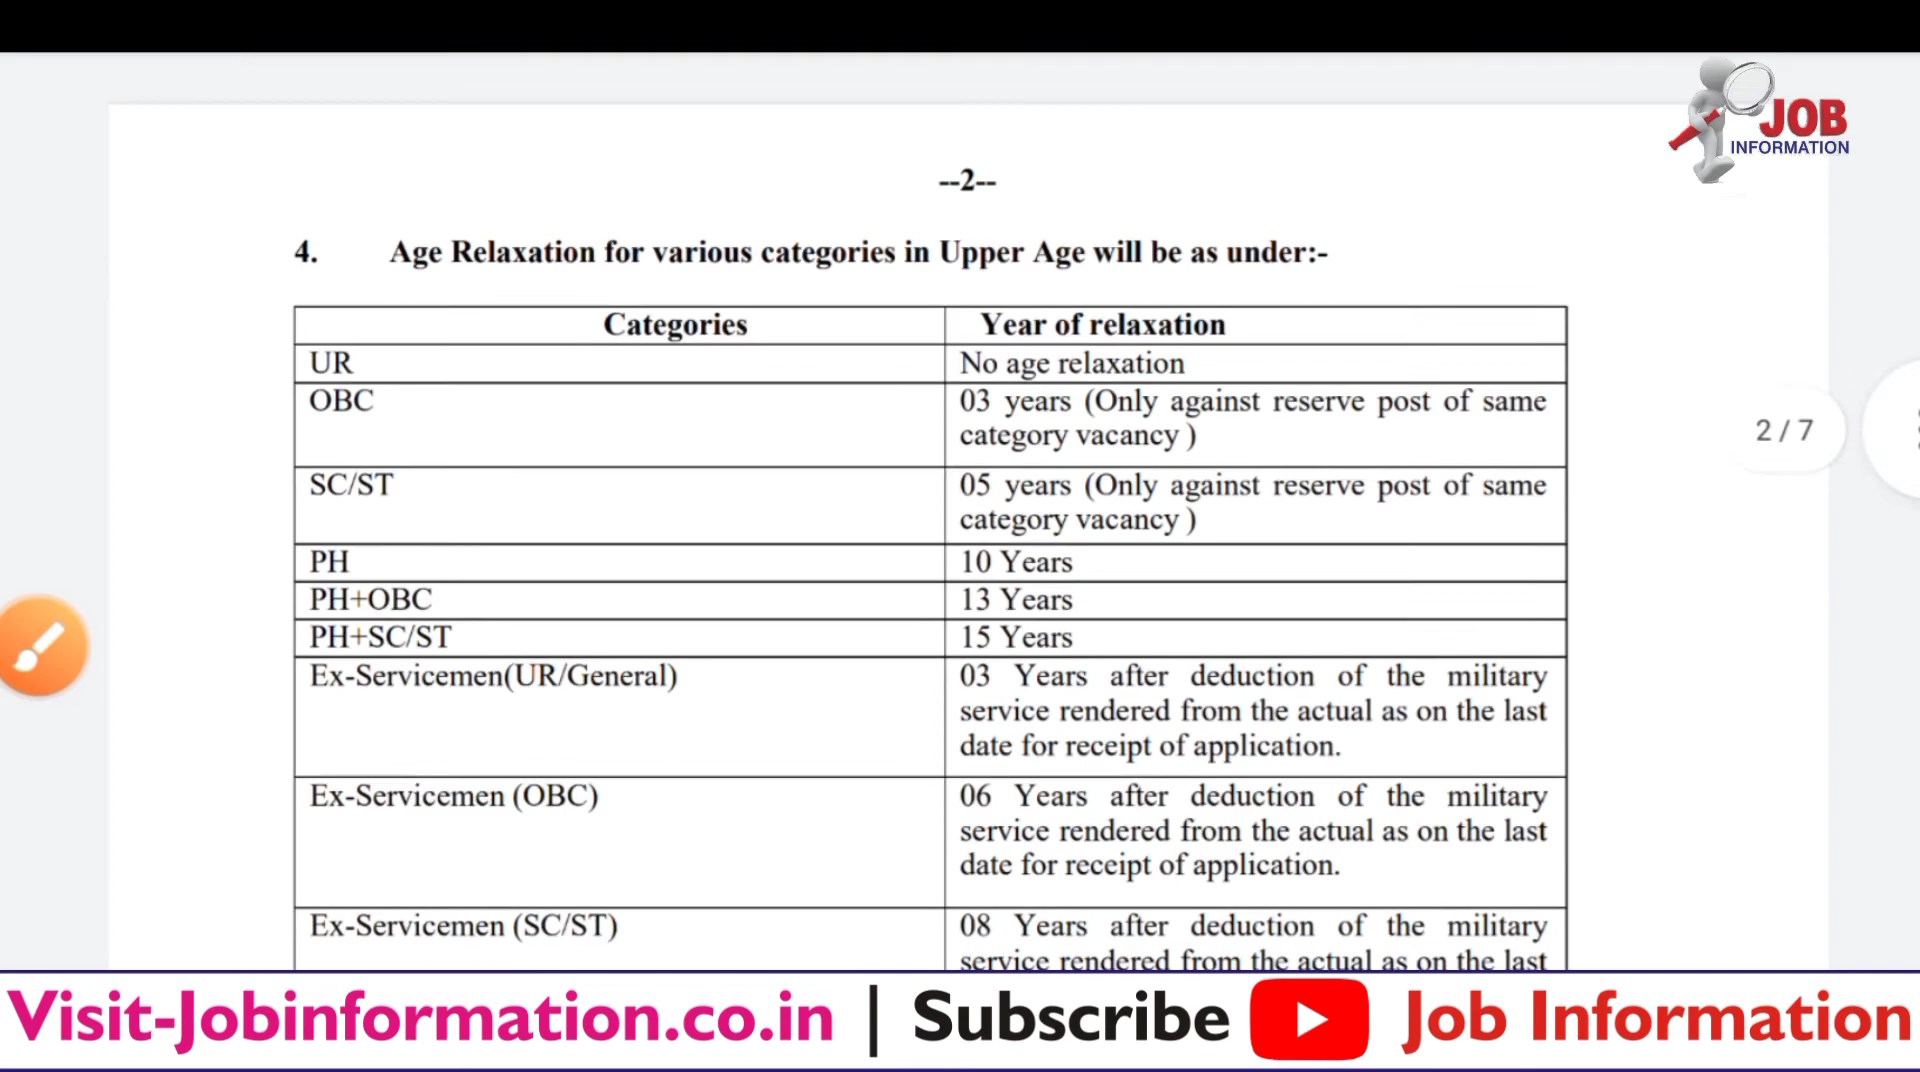 JOB
INFORMATION
--2--
4. Age Relaxation for various categories in Upper Age will be as under:-
Categories Year of relaxation
UR No age relaxation
OBC 03 years (Only against reserve post of same
category vacancy )
SC/ST 05 years (Only against reserve post of same
category vacancy )
2 / 7
PH 10 Years
PH+OBC 13 Years
PH+SC/ST 15 Years
Ex-Servicemen(UR/General) 03 Years after deduction of the military
service rendered from the actual as on the last
date for receipt of application.
Ex-Servicemen (OBC) 06 Years after deduction of the military
service rendered from the actual as on the last
date for receipt of application.
Ex-Servicemen (SC/ST) 08 Years after deduction of the military
service rendered from the actual as on the last
Visit-Jobinformation.co.in | Subscribe Job Information